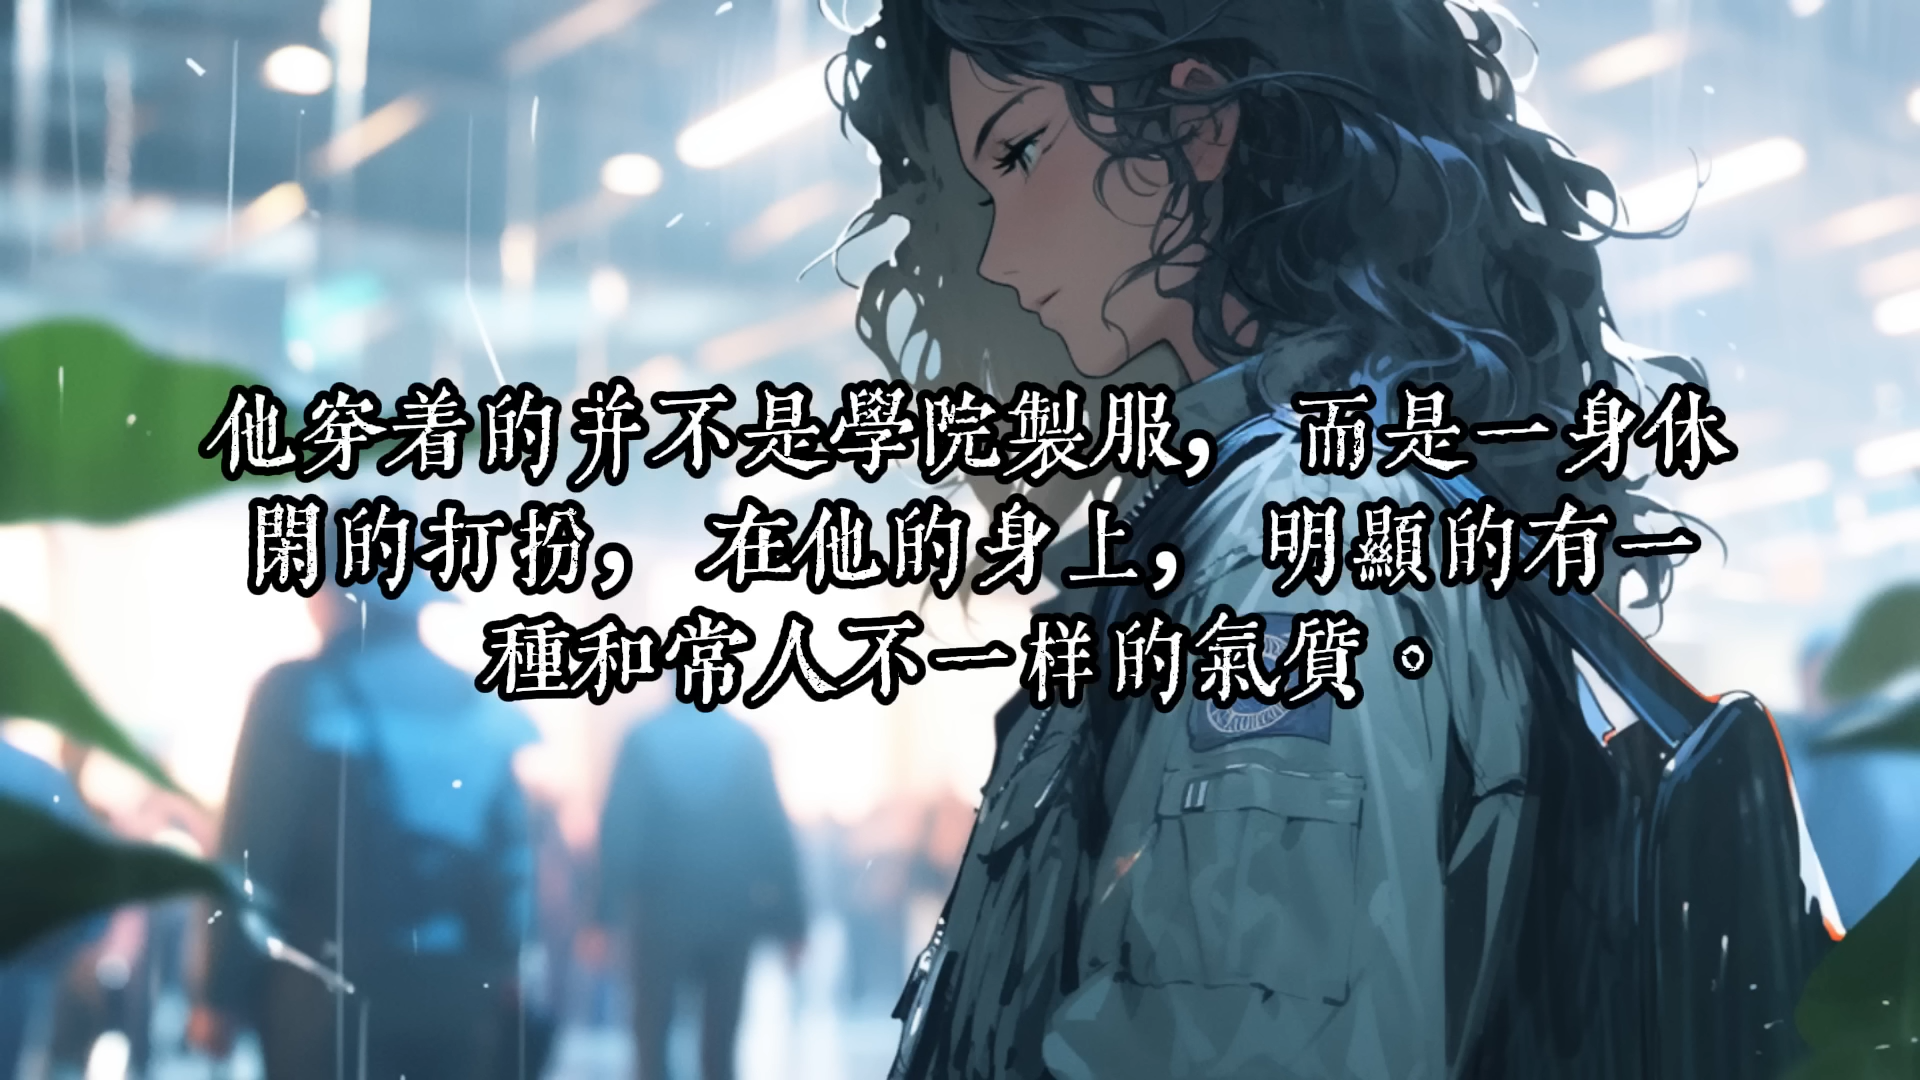 他穿着的并不是學院製服，而是一身休
閑的打扮，在他的身上，明顯的有一
種和常人不一样的氣質。